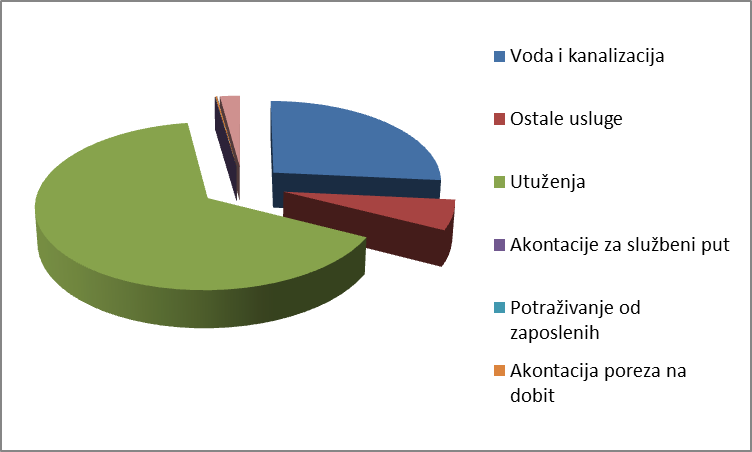 Voda i kanalizacija
Ostale usluge
Utuženja
Akontacije za službeni put
Potraživanje od
zaposlenih
Akontacija poreza na
dobit